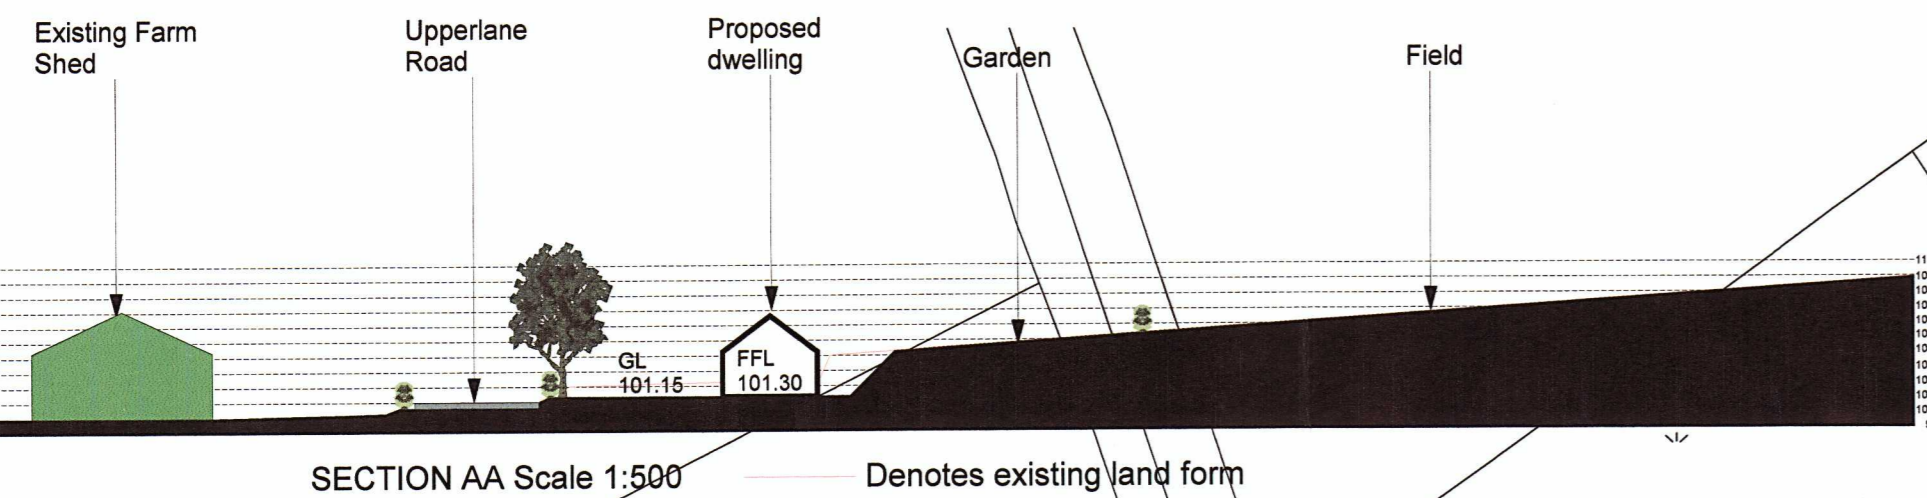 Existing Farm
Shed
Upperlane
Road
Proposed
dwelling
Garden
Field
GL
101.15
FFL
101.30
SECTION AA Scale 1:500
Denotes existing land form